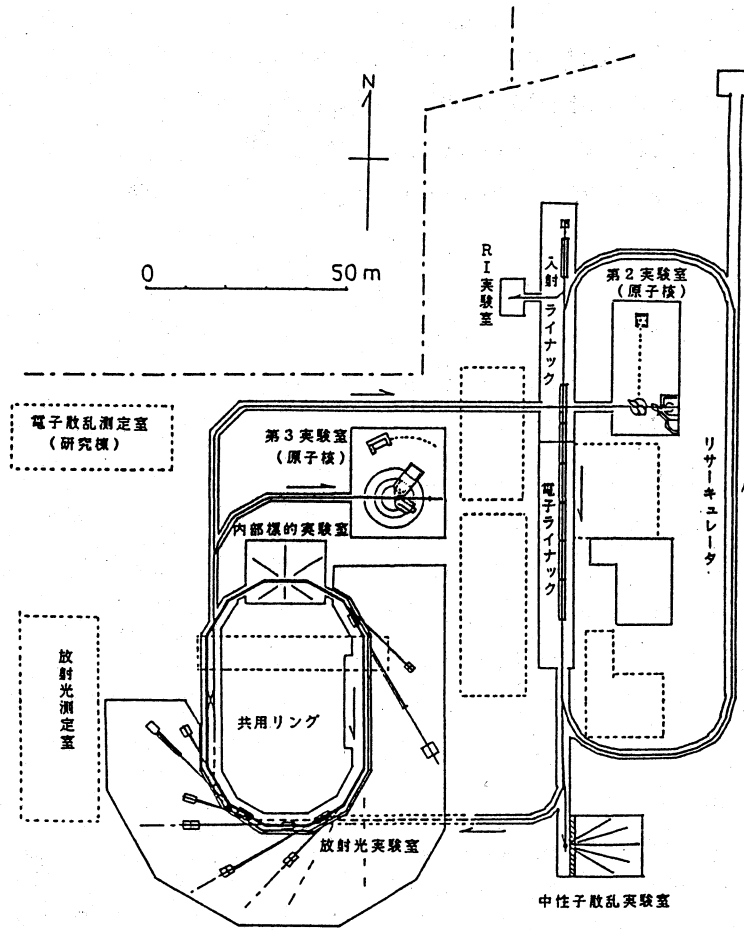 N
0
50 m
RI実験室
入射ライナック
第2実験室
(原子核)
電子散乱測定室
(研究棟)
第3実験室
(原子核)
リサーキュレータ
電子ライナック
内部標的実験室
放射光測定室
共用リング
放射光実験室
中性子散乱実験室